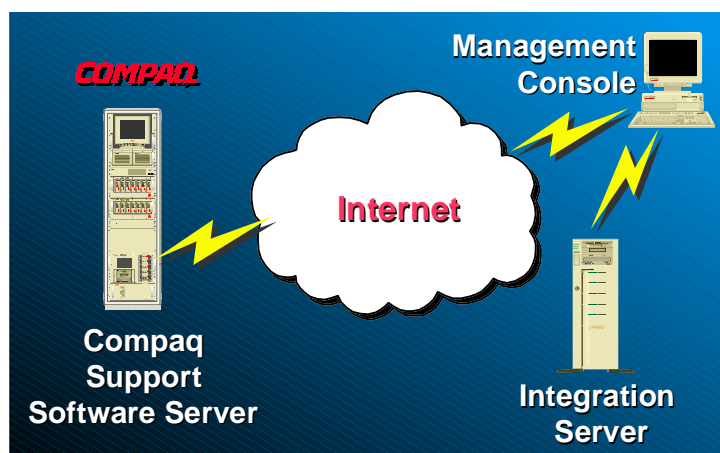 COMPAQ
Management
Console
Internet
Compaq
Support
Software Server
Integration
Server